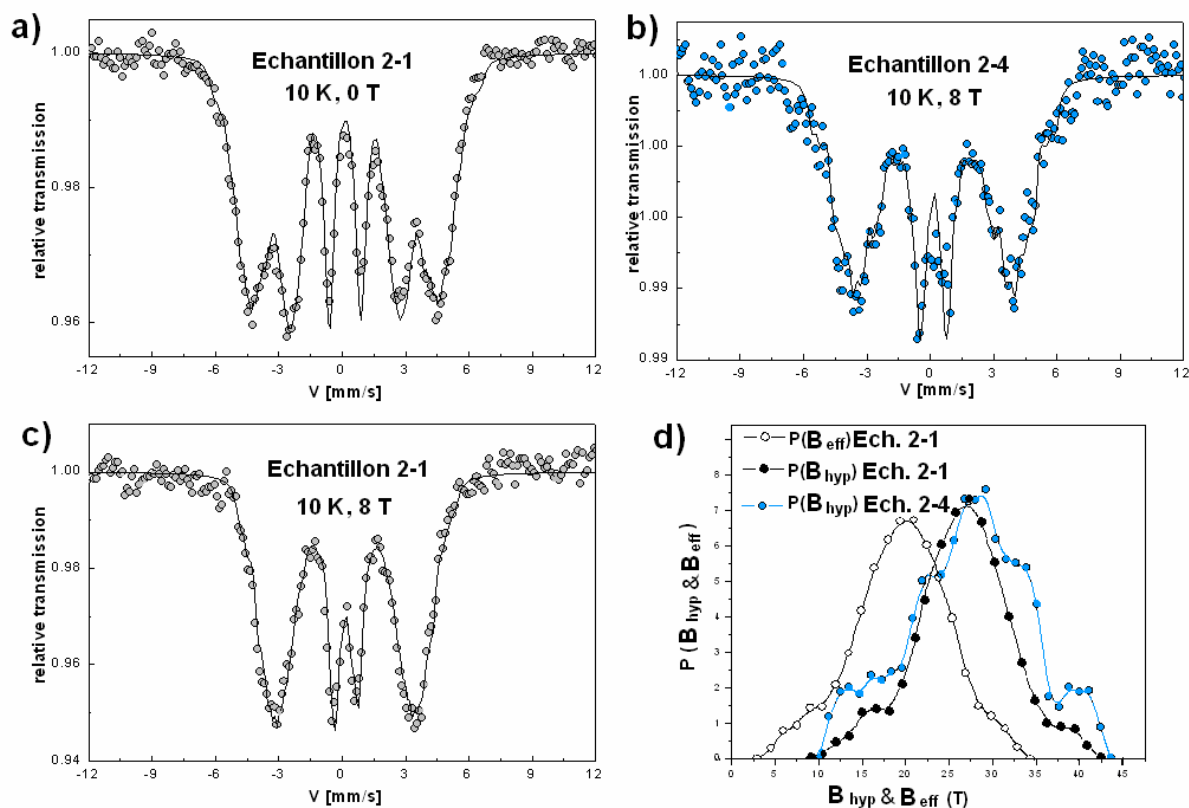 a)
Echantillon 2-1
10 K, 0 T
relative transmission
1.00
0.98
0.96
-12 -9 -6 -3 0 3 6 9 12
V [mm/s]
b)
Echantillon 2-4
10 K, 8 T
relative transmission
1.00
1.00
1.00
0.99
0.99
-12 -9 -6 -3 0 3 6 9 12
V [mm/s]
c)
Echantillon 2-1
10 K, 8 T
relative transmission
1.00
0.98
0.96
0.94
-12 -9 -6 -3 0 3 6 9 12
V [mm/s]
d)
P(Beff) Ech. 2-1
P(Bhyp) Ech. 2-1
P(Bhyp) Ech. 2-4
P (Bhyp & Beff)
9
8
7
6
5
4
3
2
1
0
0 5 10 15 20 25 30 35 40 45
Bhyp & Beff (T)